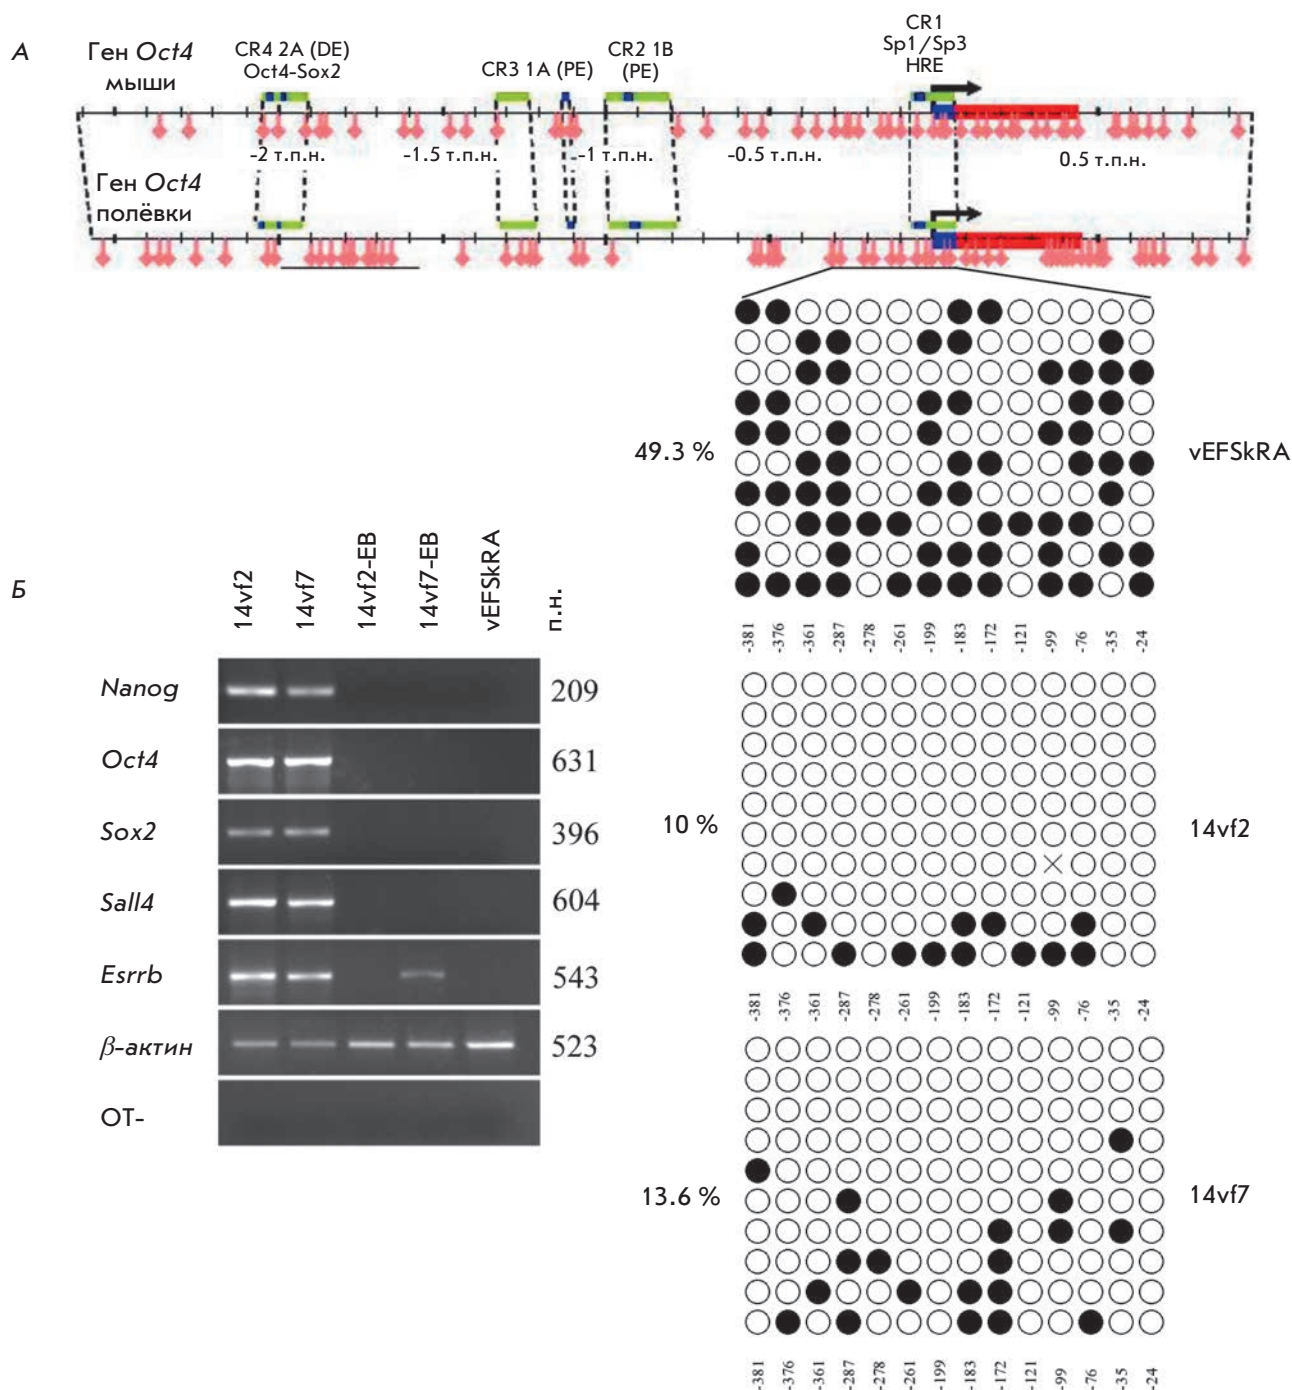 А
Ген Oct4
мыши
CR4 2A (DE)
Oct4-Sox2
CR3 1A (PE)
CR2 1B
(PE)
CR1
Sp1/Sp3
HRE
-2 т.п.н.
-1.5 т.п.н.
-1 т.п.н.
-0.5 т.п.н.
0.5 т.п.н.
Ген Oct4
полёвки
49.3 %
vEFSkRA
-381 -376 -361 -287 -278 -261 -199 -183 -172 -121 -99 -76 -35 -24
10 %
14vf2
-381 -376 -361 -287 -278 -261 -199 -183 -172 -121 -99 -76 -35 -24
13.6 %
14vf7
-381 -376 -361 -287 -278 -261 -199 -183 -172 -121 -99 -76 -35 -24
Б
14vf2 14vf7 14vf2-EB 14vf7-EB vEFSkRA п.н.
Nanog 209
Oct4 631
Sox2 396
Sall4 604
Esrrb 543
β-актин 523
ОТ-